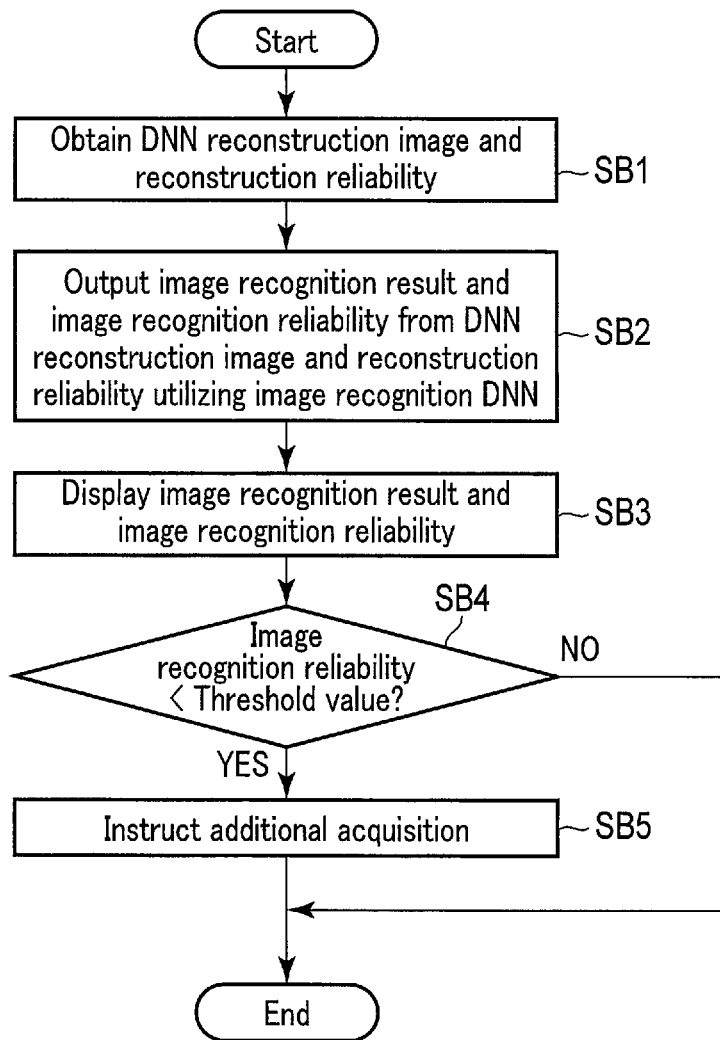 Start
Obtain DNN reconstruction image and
reconstruction reliability
SB1
Output image recognition result and
image recognition reliability from DNN
reconstruction image and reconstruction
reliability utilizing image recognition DNN
SB2
Display image recognition result and
image recognition reliability
SB3
SB4
Image
recognition reliability
< Threshold value?
NO
YES
Instruct additional acquisition
SB5
End